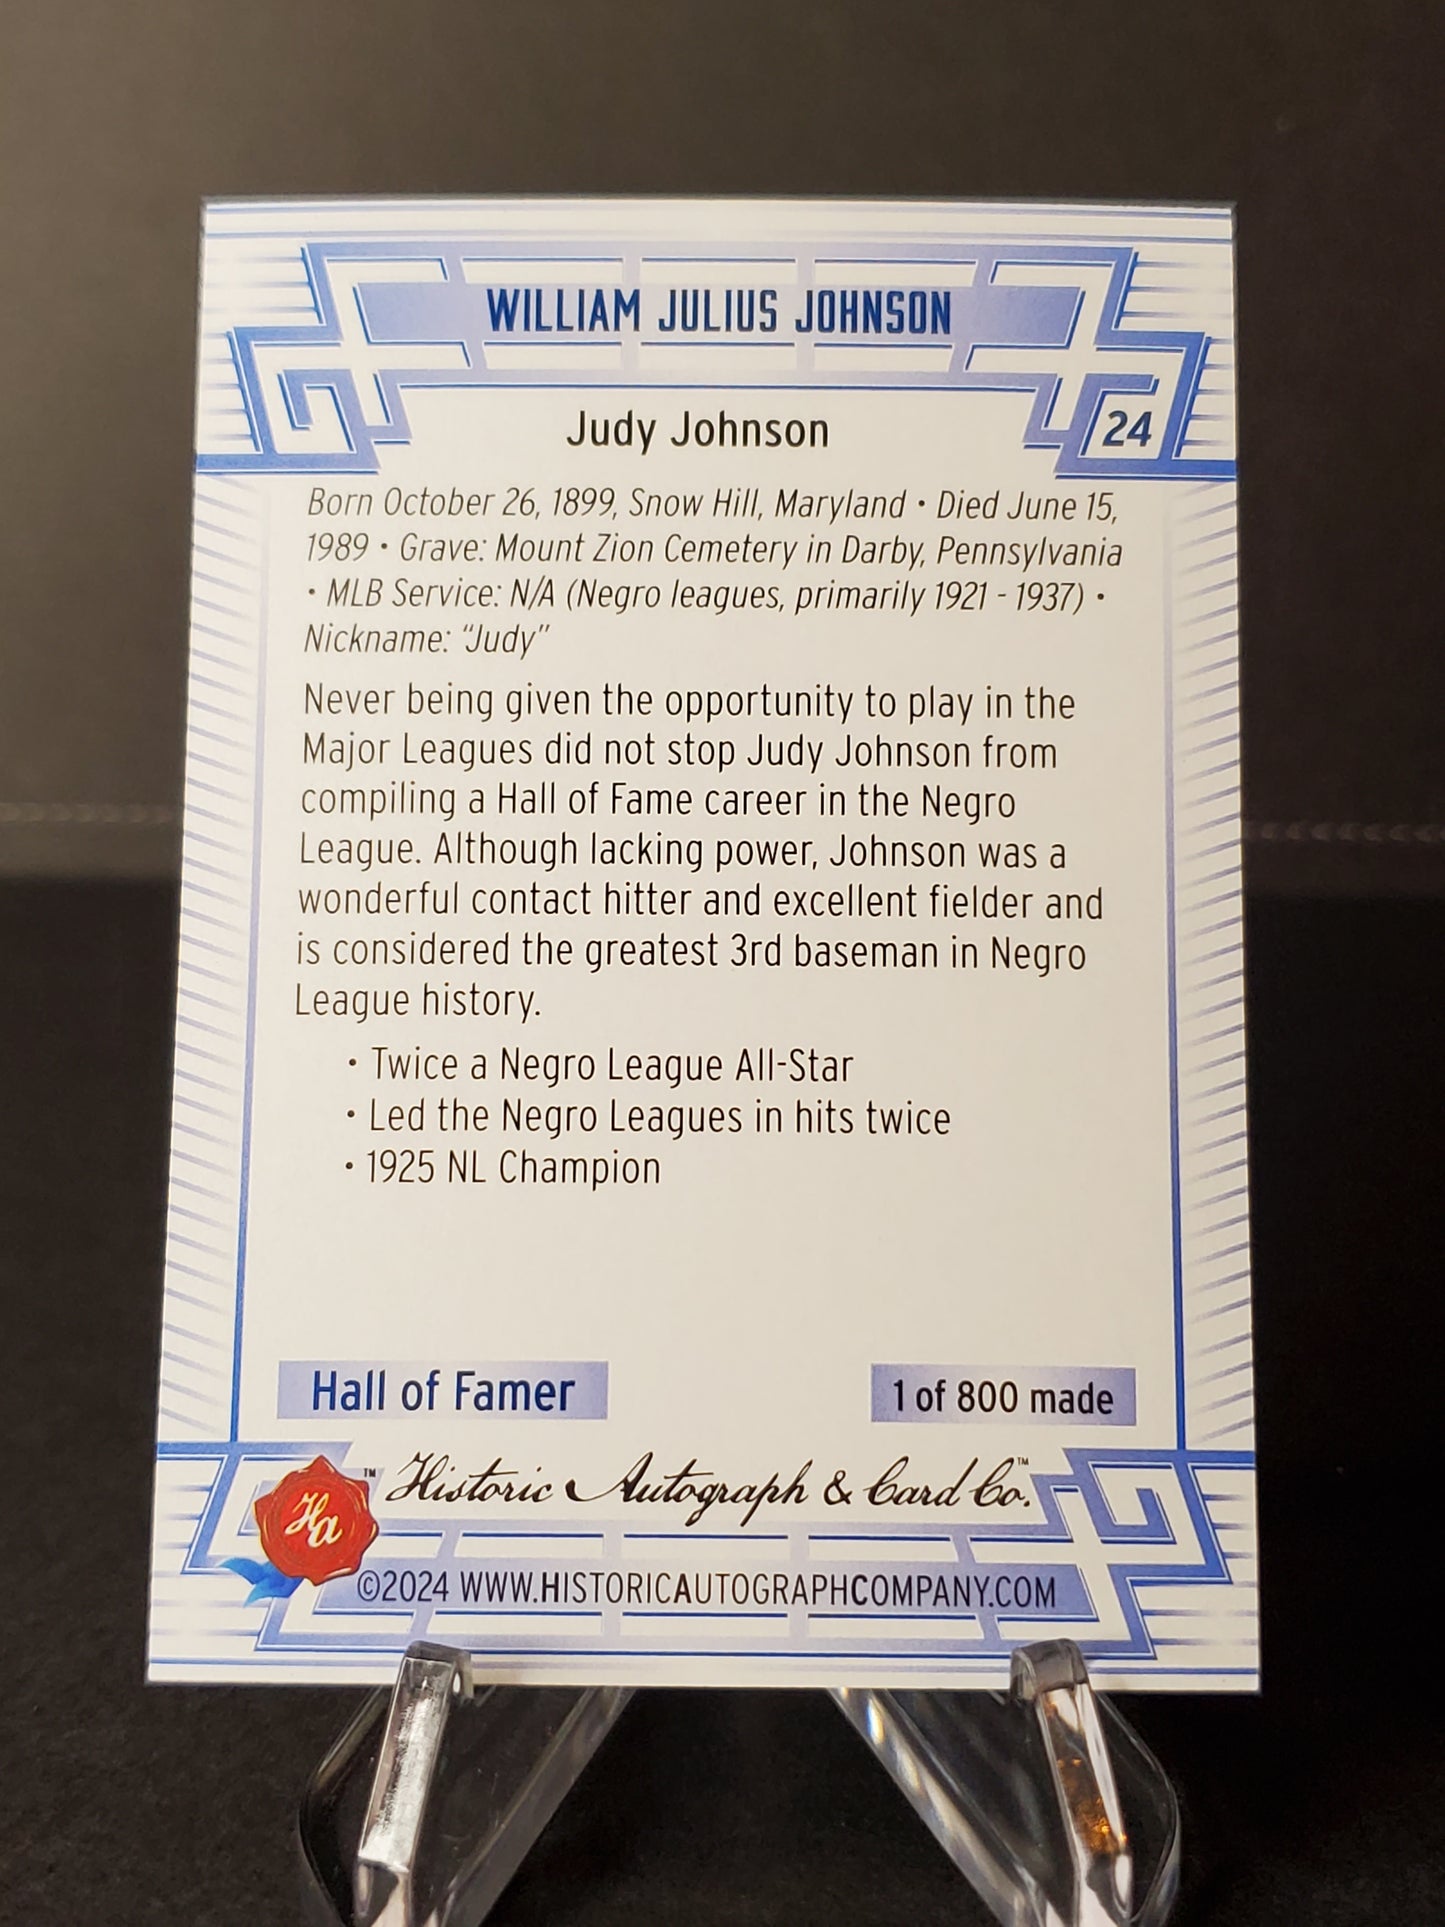 WILLIAM JULIUS JOHNSON
Judy Johnson
24
Born October 26, 1899, Snow Hill, Maryland • Died June 15,
1989 • Grave: Mount Zion Cemetery in Darby, Pennsylvania
• MLB Service: N/A (Negro leagues, primarily 1921 - 1937) •
Nickname: "Judy"
Never being given the opportunity to play in the
Major Leagues did not stop Judy Johnson from
compiling a Hall of Fame career in the Negro
League. Although lacking power, Johnson was a
wonderful contact hitter and excellent fielder and
is considered the greatest 3rd baseman in Negro
League history.
• Twice a Negro League All-Star
• Led the Negro Leagues in hits twice
• 1925 NL Champion
Hall of Famer
1 of 800 made
Ha ™
Historic Autograph & Card Co.™
©2024 WWW.HISTORICAUTOGRAPHCOMPANY.COM